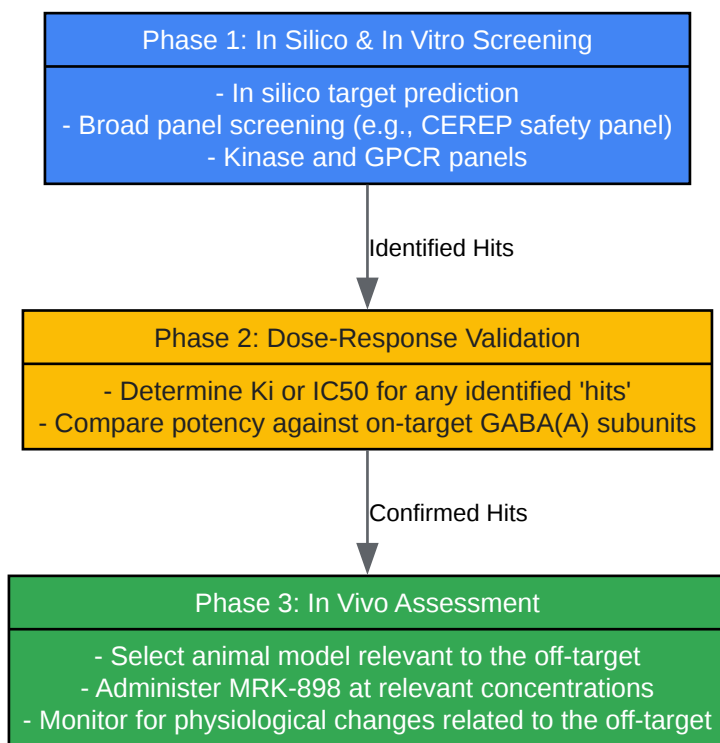 Phase 1: In Silico & In Vitro Screening
- In silico target prediction
- Broad panel screening (e.g., CEREP safety panel)
- Kinase and GPCR panels
Identified Hits
Phase 2: Dose-Response Validation
- Determine Ki or IC50 for any identified 'hits'
- Compare potency against on-target GABA(A) subunits
Confirmed Hits
Phase 3: In Vivo Assessment
- Select animal model relevant to the off-target
- Administer MRK-898 at relevant concentrations
- Monitor for physiological changes related to the off-target